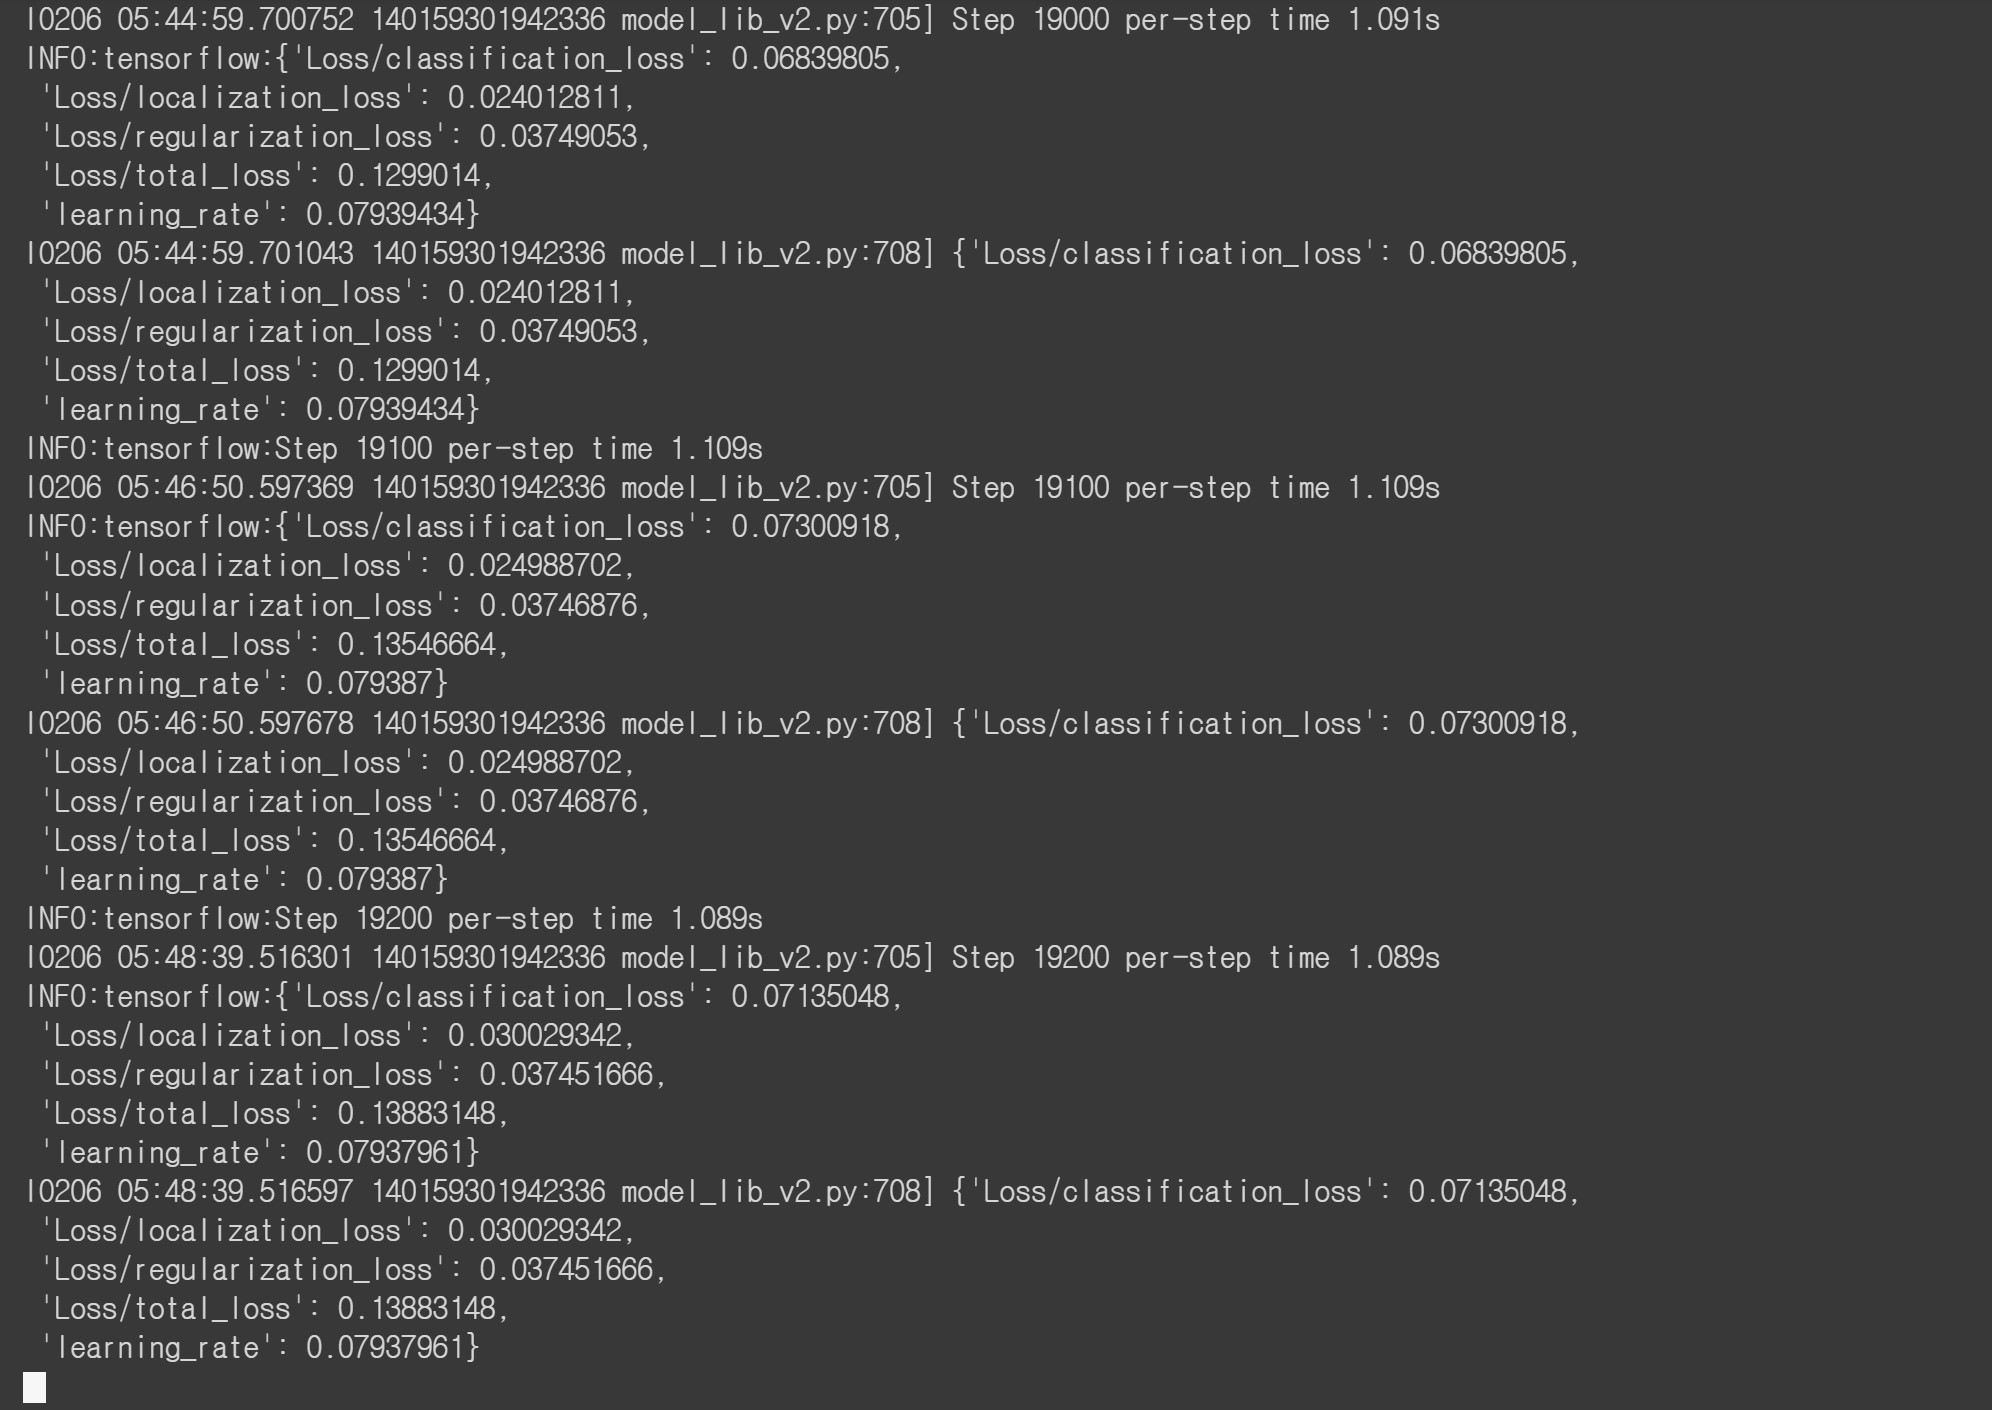 I0206 05:44:59.700752 140159301942336 model_lib_v2.py:705] Step 19000 per-step time 1.091s
INFO:tensorflow:{'Loss/classification_loss': 0.06839805,
 'Loss/localization_loss': 0.024012811,
 'Loss/regularization_loss': 0.03749053,
 'Loss/total_loss': 0.1299014,
 'learning_rate': 0.07939434}
I0206 05:44:59.701043 140159301942336 model_lib_v2.py:708] {'Loss/classification_loss': 0.06839805,
 'Loss/localization_loss': 0.024012811,
 'Loss/regularization_loss': 0.03749053,
 'Loss/total_loss': 0.1299014,
 'learning_rate': 0.07939434}
INFO:tensorflow:Step 19100 per-step time 1.109s
I0206 05:46:50.597369 140159301942336 model_lib_v2.py:705] Step 19100 per-step time 1.109s
INFO:tensorflow:{'Loss/classification_loss': 0.07300918,
 'Loss/localization_loss': 0.024988702,
 'Loss/regularization_loss': 0.03746876,
 'Loss/total_loss': 0.13546664,
 'learning_rate': 0.079387}
I0206 05:46:50.597678 140159301942336 model_lib_v2.py:708] {'Loss/classification_loss': 0.07300918,
 'Loss/localization_loss': 0.024988702,
 'Loss/regularization_loss': 0.03746876,
 'Loss/total_loss': 0.13546664,
 'learning_rate': 0.079387}
INFO:tensorflow:Step 19200 per-step time 1.089s
I0206 05:48:39.516301 140159301942336 model_lib_v2.py:705] Step 19200 per-step time 1.089s
INFO:tensorflow:{'Loss/classification_loss': 0.07135048,
 'Loss/localization_loss': 0.030029342,
 'Loss/regularization_loss': 0.037451666,
 'Loss/total_loss': 0.13883148,
 'learning_rate': 0.07937961}
I0206 05:48:39.516597 140159301942336 model_lib_v2.py:708] {'Loss/classification_loss': 0.07135048,
 'Loss/localization_loss': 0.030029342,
 'Loss/regularization_loss': 0.037451666,
 'Loss/total_loss': 0.13883148,
 'learning_rate': 0.07937961}